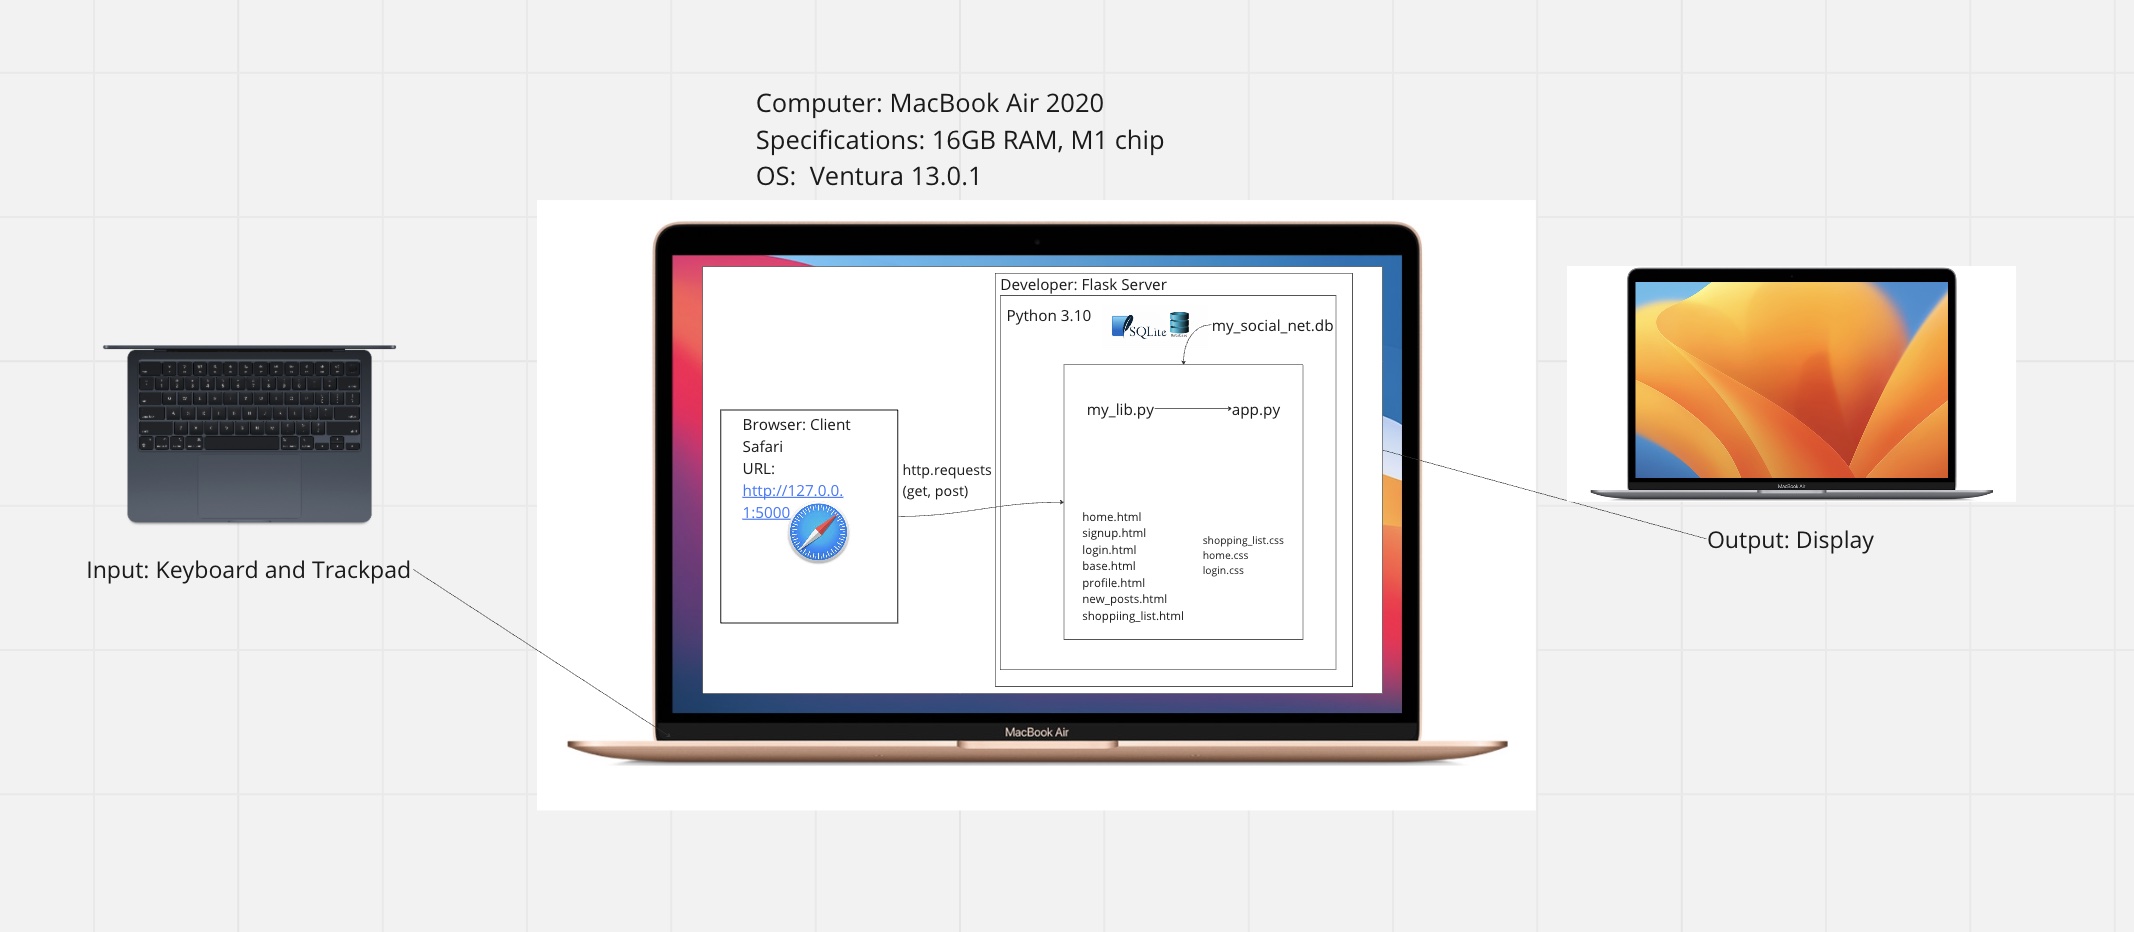 Computer: MacBook Air 2020
Specifications: 16GB RAM, M1 chip
OS:  Ventura 13.0.1
Developer: Flask Server
Python 3.10
SQLite
my_social_net.db
my_lib.py
app.py
Browser: Client
Safari
URL:
http://127.0.0.
1:5000
http.requests
(get, post)
home.html
signup.html
login.html
base.html
profile.html
new_posts.html
shoppiing_list.html
shopping_list.css
home.css
login.css
MacBook Air
Input: Keyboard and Trackpad
MacBook Air
Output: Display